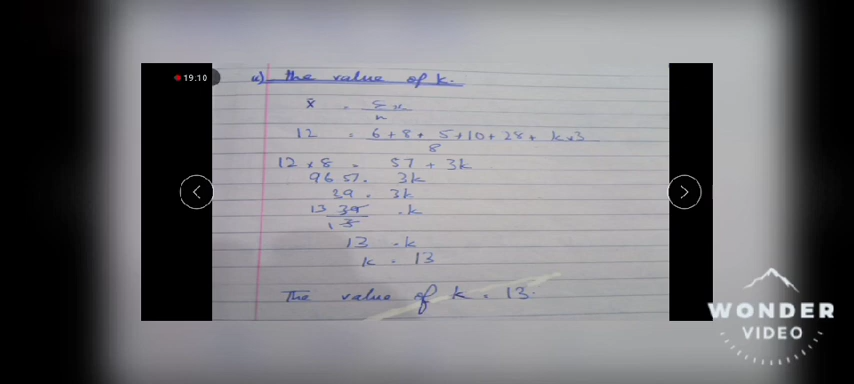 19:10
a) the value of k.
x̄ = Σx
n
12 = 6 + 8 + 5 + 10 + 28 + k × 3
8
12 × 8 = 57 + 3k
96 57 . 3k
39 . 3k
13 39 . k
1 3
13 . k
k . 13
The value of k . 13.
WONDER
VIDEO